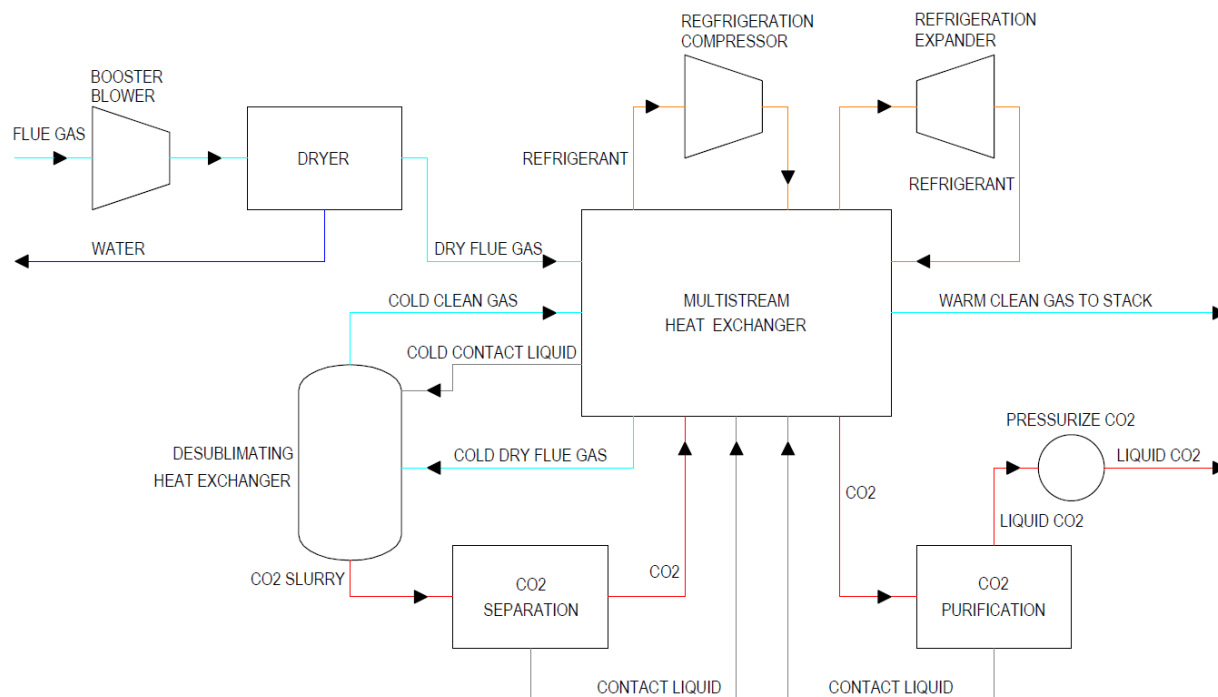 REGFRIGERATION
COMPRESSOR
REFRIGERATION
EXPANDER
BOOSTER
BLOWER
FLUE GAS
DRYER
REFRIGERANT
REFRIGERANT
WATER
DRY FLUE GAS
COLD CLEAN GAS
MULTISTREAM
HEAT EXCHANGER
WARM CLEAN GAS TO STACK
COLD CONTACT LIQUID
DESUBLIMATING
HEAT EXCHANGER
COLD DRY FLUE GAS
PRESSURIZE CO2
LIQUID CO2
CO2
LIQUID CO2
CO2 SLURRY
CO2
SEPARATION
CO2
CO2
PURIFICATION
CONTACT LIQUID
CONTACT LIQUID